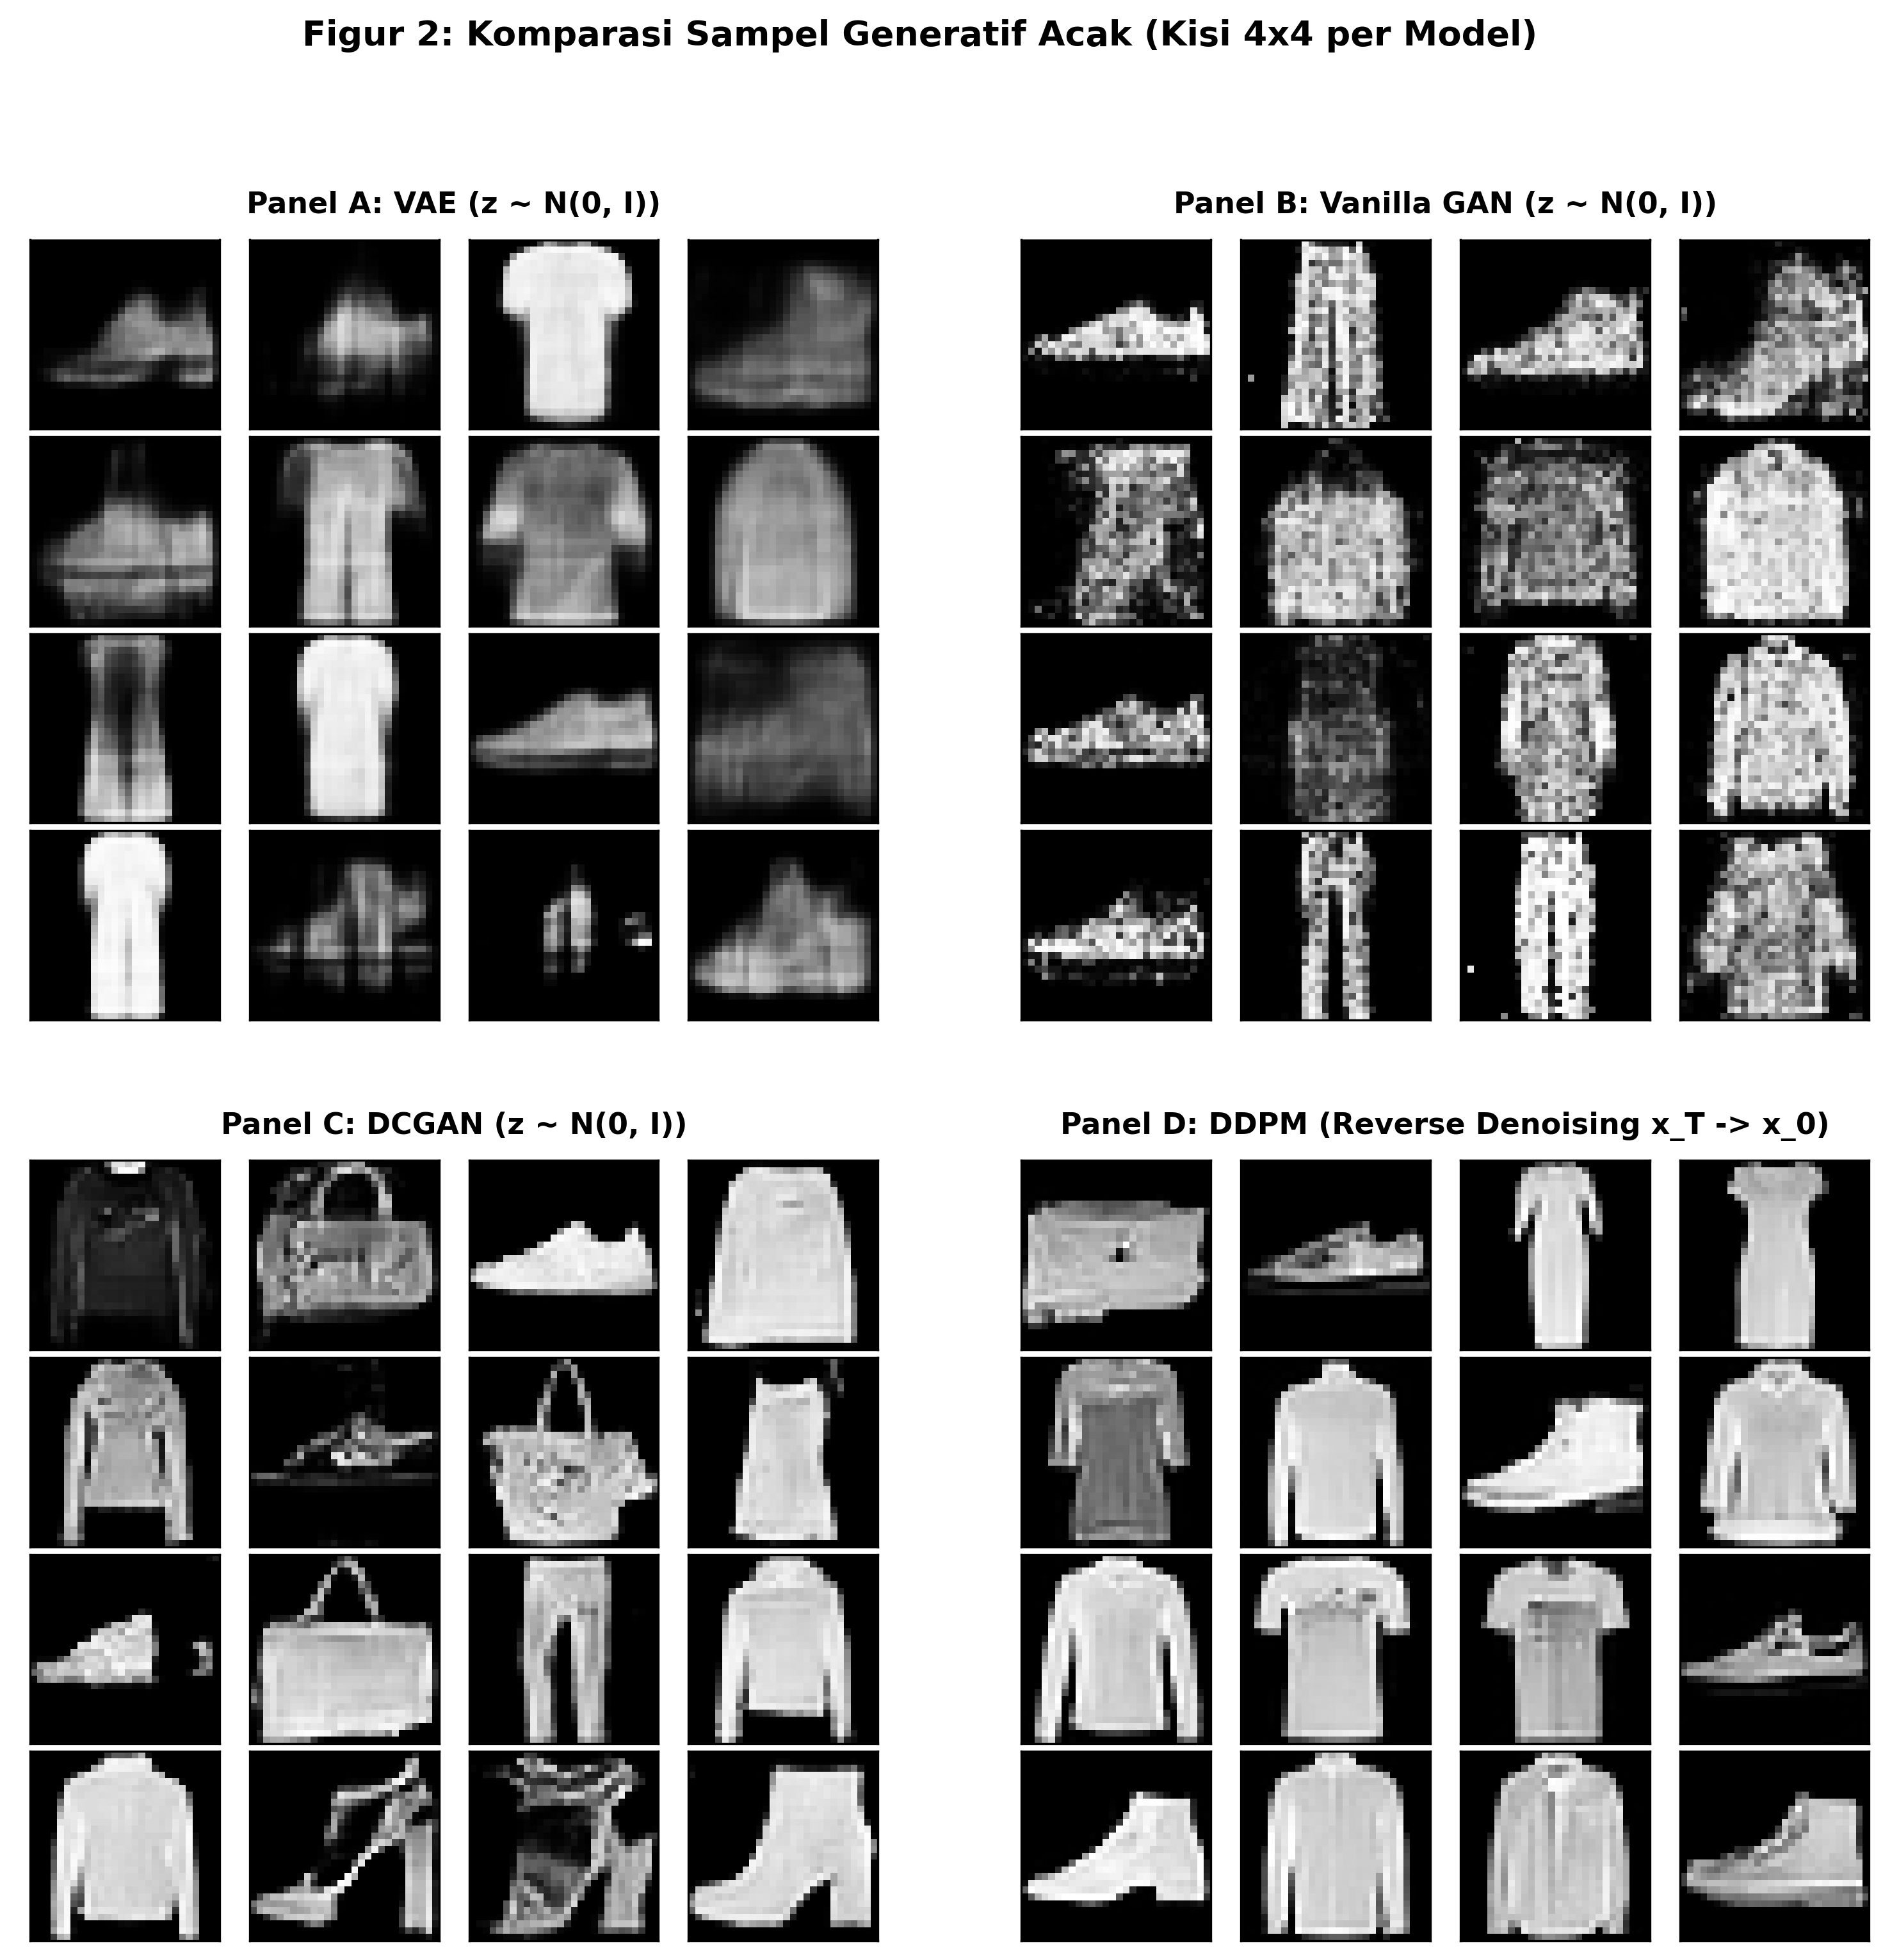 Figur 2: Komparasi Sampel Generatif Acak (Kisi 4x4 per Model)
Panel A: VAE (z ~ N(0, I))
Panel B: Vanilla GAN (z ~ N(0, I))
Panel C: DCGAN (z ~ N(0, I))
Panel D: DDPM (Reverse Denoising x_T -> x_0)